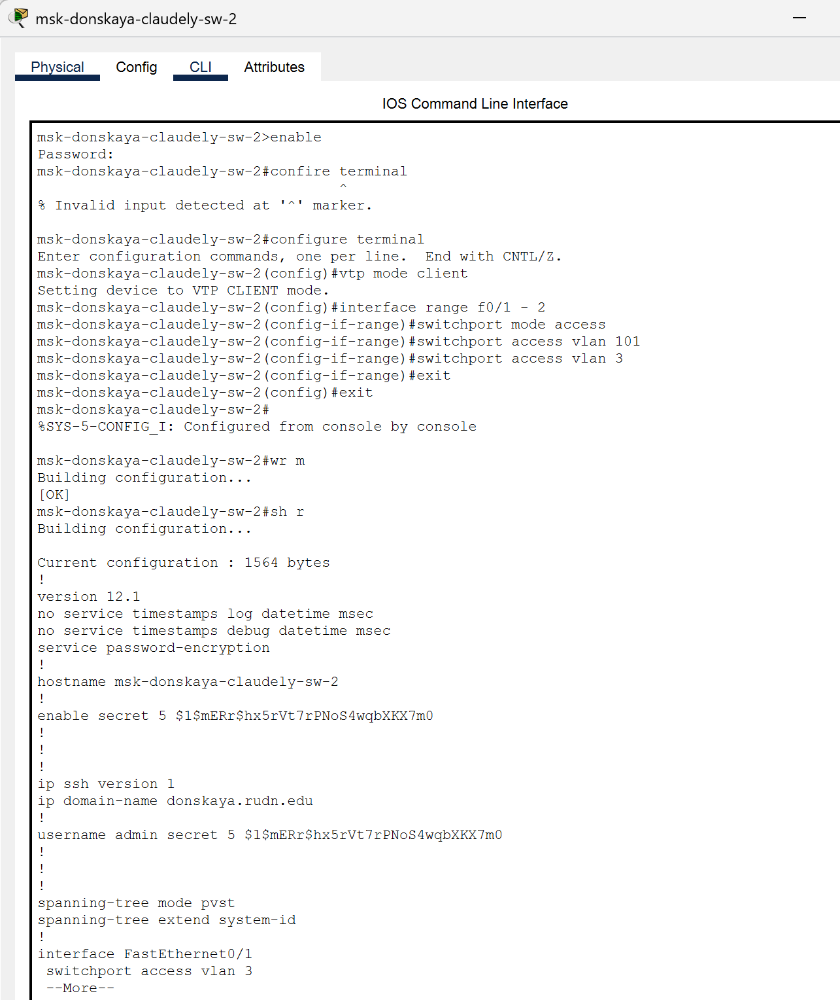 msk-donskaya-claudely-sw-2
Physical Config CLI Attributes
IOS Command Line Interface
msk-donskaya-claudely-sw-2>enable
Password:
msk-donskaya-claudely-sw-2#confire terminal
^
% Invalid input detected at '^' marker.
msk-donskaya-claudely-sw-2#configure terminal
Enter configuration commands, one per line.  End with CNTL/Z.
msk-donskaya-claudely-sw-2(config)#vtp mode client
Setting device to VTP CLIENT mode.
msk-donskaya-claudely-sw-2(config)#interface range f0/1 - 2
msk-donskaya-claudely-sw-2(config-if-range)#switchport mode access
msk-donskaya-claudely-sw-2(config-if-range)#switchport access vlan 101
msk-donskaya-claudely-sw-2(config-if-range)#switchport access vlan 3
msk-donskaya-claudely-sw-2(config-if-range)#exit
msk-donskaya-claudely-sw-2(config)#exit
msk-donskaya-claudely-sw-2#
%SYS-5-CONFIG_I: Configured from console by console
msk-donskaya-claudely-sw-2#wr m
Building configuration...
[OK]
msk-donskaya-claudely-sw-2#sh r
Building configuration...
Current configuration : 1564 bytes
!
version 12.1
no service timestamps log datetime msec
no service timestamps debug datetime msec
service password-encryption
!
hostname msk-donskaya-claudely-sw-2
!
enable secret 5 $1$mERr$hx5rVt7rPNoS4wqbXKX7m0
!
!
!
ip ssh version 1
ip domain-name donskaya.rudn.edu
!
username admin secret 5 $1$mERr$hx5rVt7rPNoS4wqbXKX7m0
!
!
!
spanning-tree mode pvst
spanning-tree extend system-id
!
interface FastEthernet0/1
switchport access vlan 3
--More--